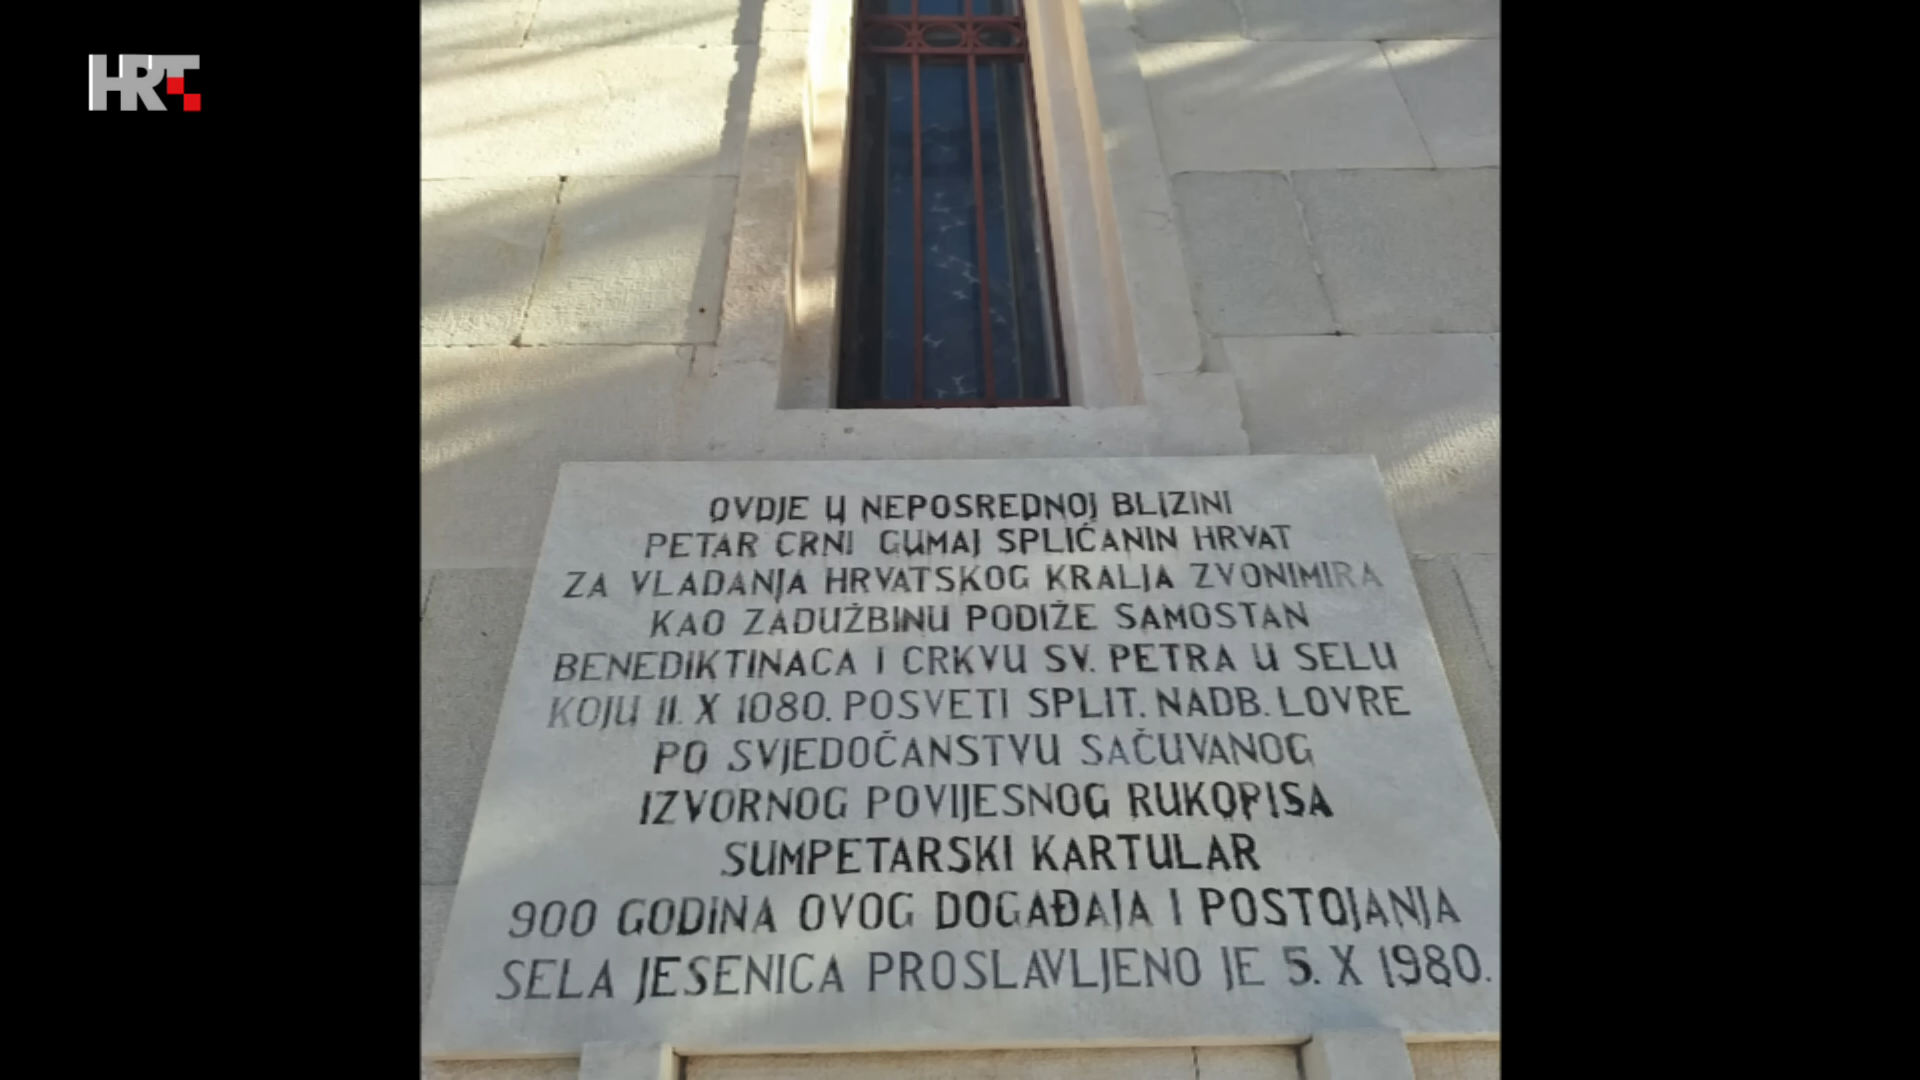 HRT
OVDJE U NEPOSREDNOJ BLIZINI
PETAR CRNI GUMAJ SPLIĆANIN HRVAT
ZA VLADANJA HRVATSKOG KRALJA ZVONIMIRA
KAO ZADUŽBINU PODIŽE SAMOSTAN
BENEDIKTINACA I CRKVU SV. PETRA U SELU
KOJU 11. X 1080. POSVETI SPLIT. NADB. LOVRE
PO SVJEDOČANSTVU SAČUVANOG
IZVORNOG POVIJESNOG RUKOPISA
SUMPETARSKI KARTULAR
900 GODINA OVOG DOGAĐAJA I POSTOJANJA
SELA JESENICA PROSLAVLJENO JE 5. X 1980.